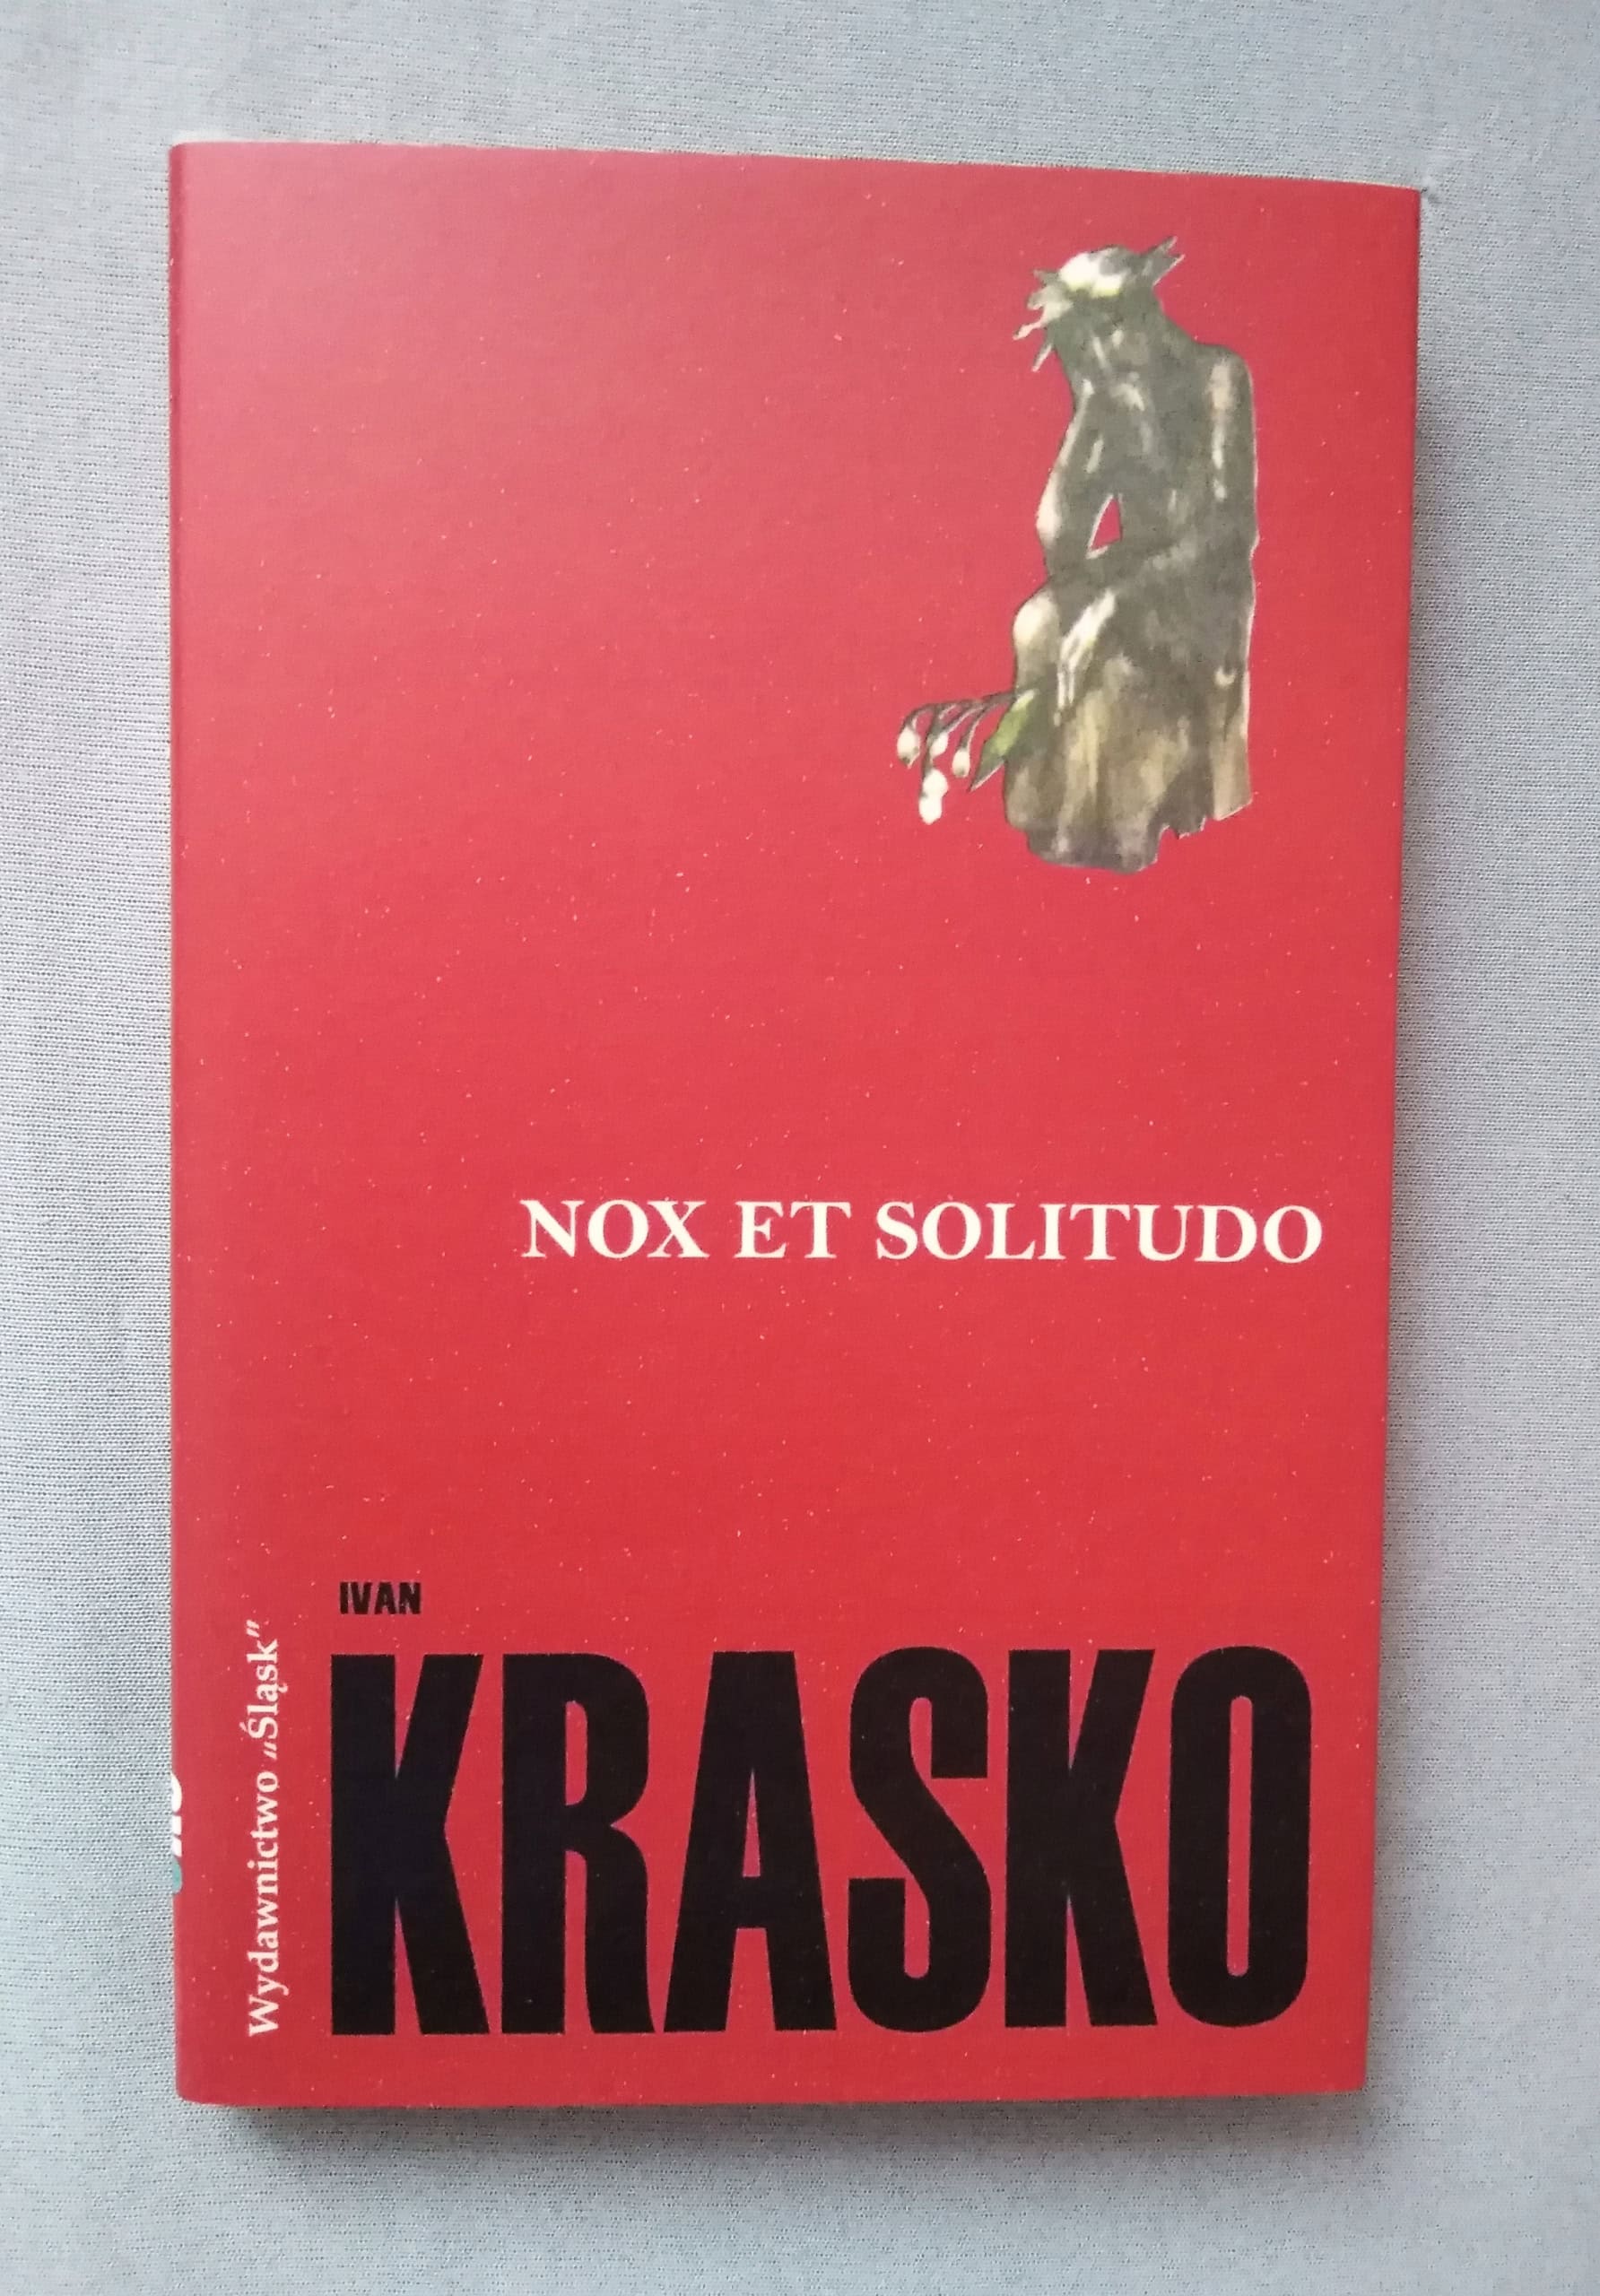 NOX ET SOLITUDO
IVAN
KRASKO
Wydawnictwo „Śląsk”